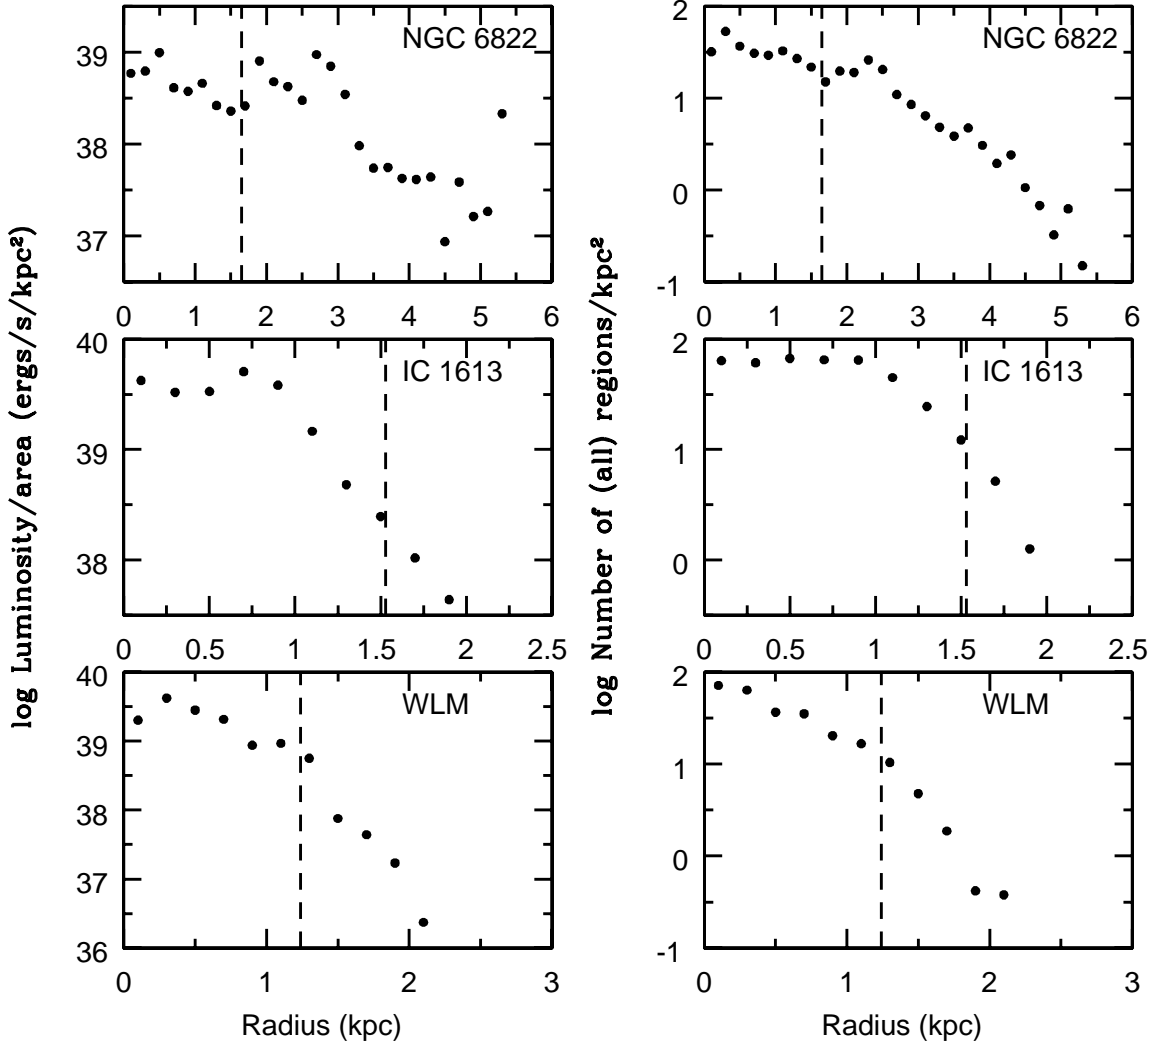 log Luminosity/area (ergs/s/kpc²)
NGC 6822
39
38
37
0 1 2 3 4 5 6
IC 1613
40
39
38
0 0.5 1 1.5 2 2.5
WLM
40
39
38
37
36
0 1 2 3
Radius (kpc)
log Number of (all) regions/kpc²
NGC 6822
2
1
0
-1
0 1 2 3 4 5 6
IC 1613
2
1
0
0 0.5 1 1.5 2 2.5
WLM
2
1
0
-1
0 1 2 3
Radius (kpc)